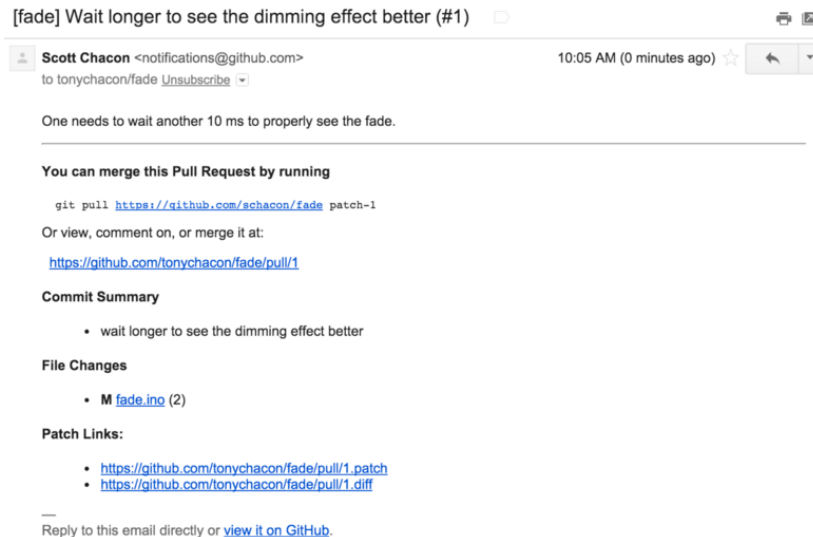 [fade] Wait longer to see the dimming effect better (#1)
Scott Chacon <notifications@github.com>
10:05 AM (0 minutes ago)
to tonychacon/fade Unsubscribe
One needs to wait another 10 ms to properly see the fade.
You can merge this Pull Request by running
git pull https://github.com/schacon/fade patch-1
Or view, comment on, or merge it at:
https://github.com/tonychacon/fade/pull/1
Commit Summary
• wait longer to see the dimming effect better
File Changes
• M fade.ino (2)
Patch Links:
• https://github.com/tonychacon/fade/pull/1.patch
• https://github.com/tonychacon/fade/pull/1.diff
—
Reply to this email directly or view it on GitHub.